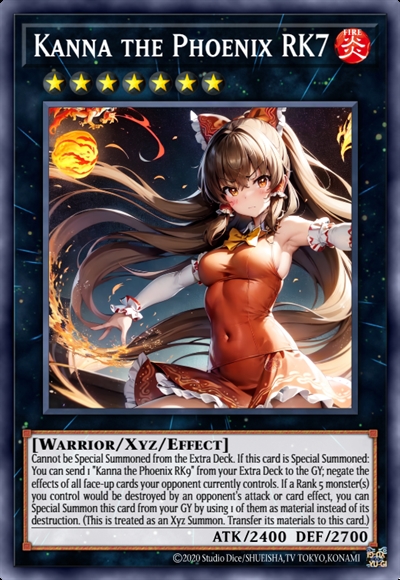 KANNA THE PHOENIX RK7
FIRE
炎
[WARRIOR/XYZ/EFFECT]
Cannot be Special Summoned from the Extra Deck. If this card is Special Summoned:
You can send 1 "Kanna the Phoenix RK9" from your Extra Deck to the GY; negate the
effects of all face-up cards your opponent currently controls. If a Rank 5 monster(s)
you control would be destroyed by an opponent's attack or card effect, you can
Special Summon this card from your GY by using 1 of them as material instead of its
destruction. (This is treated as an Xyz Summon. Transfer its materials to this card.)
ATK/2400 DEF/2700
©2020 Studio Dice/SHUEISHA,TV TOKYO,KONAMI